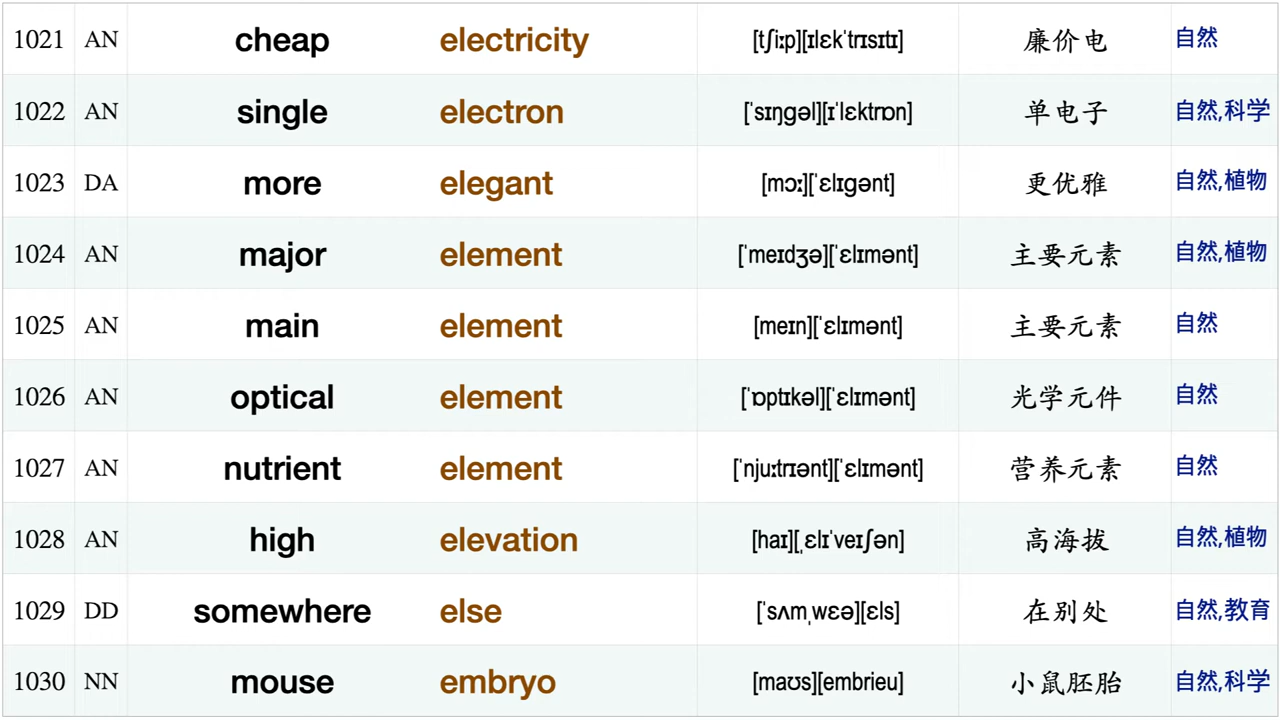 1021 AN cheap electricity [tʃiːp][ɪlɛkˈtrɪsɪtɪ] 廉价电 自然
1022 AN single electron [ˈsɪŋgəl][ɪˈlɛktrɒn] 单电子 自然,科学
1023 DA more elegant [mɔː][ˈɛlɪgənt] 更优雅 自然,植物
1024 AN major element [ˈmeɪdʒə][ˈɛlɪmənt] 主要元素 自然,植物
1025 AN main element [meɪn][ˈɛlɪmənt] 主要元素 自然
1026 AN optical element [ˈɒptɪkəl][ˈɛlɪmənt] 光学元件 自然
1027 AN nutrient element [ˈnjuːtrɪənt][ˈɛlɪmənt] 营养元素 自然
1028 AN high elevation [haɪ][ˌɛlɪˈveɪʃən] 高海拔 自然,植物
1029 DD somewhere else [ˈsʌmˌwɛə][ɛls] 在别处 自然,教育
1030 NN mouse embryo [maʊs][embrieu] 小鼠胚胎 自然,科学